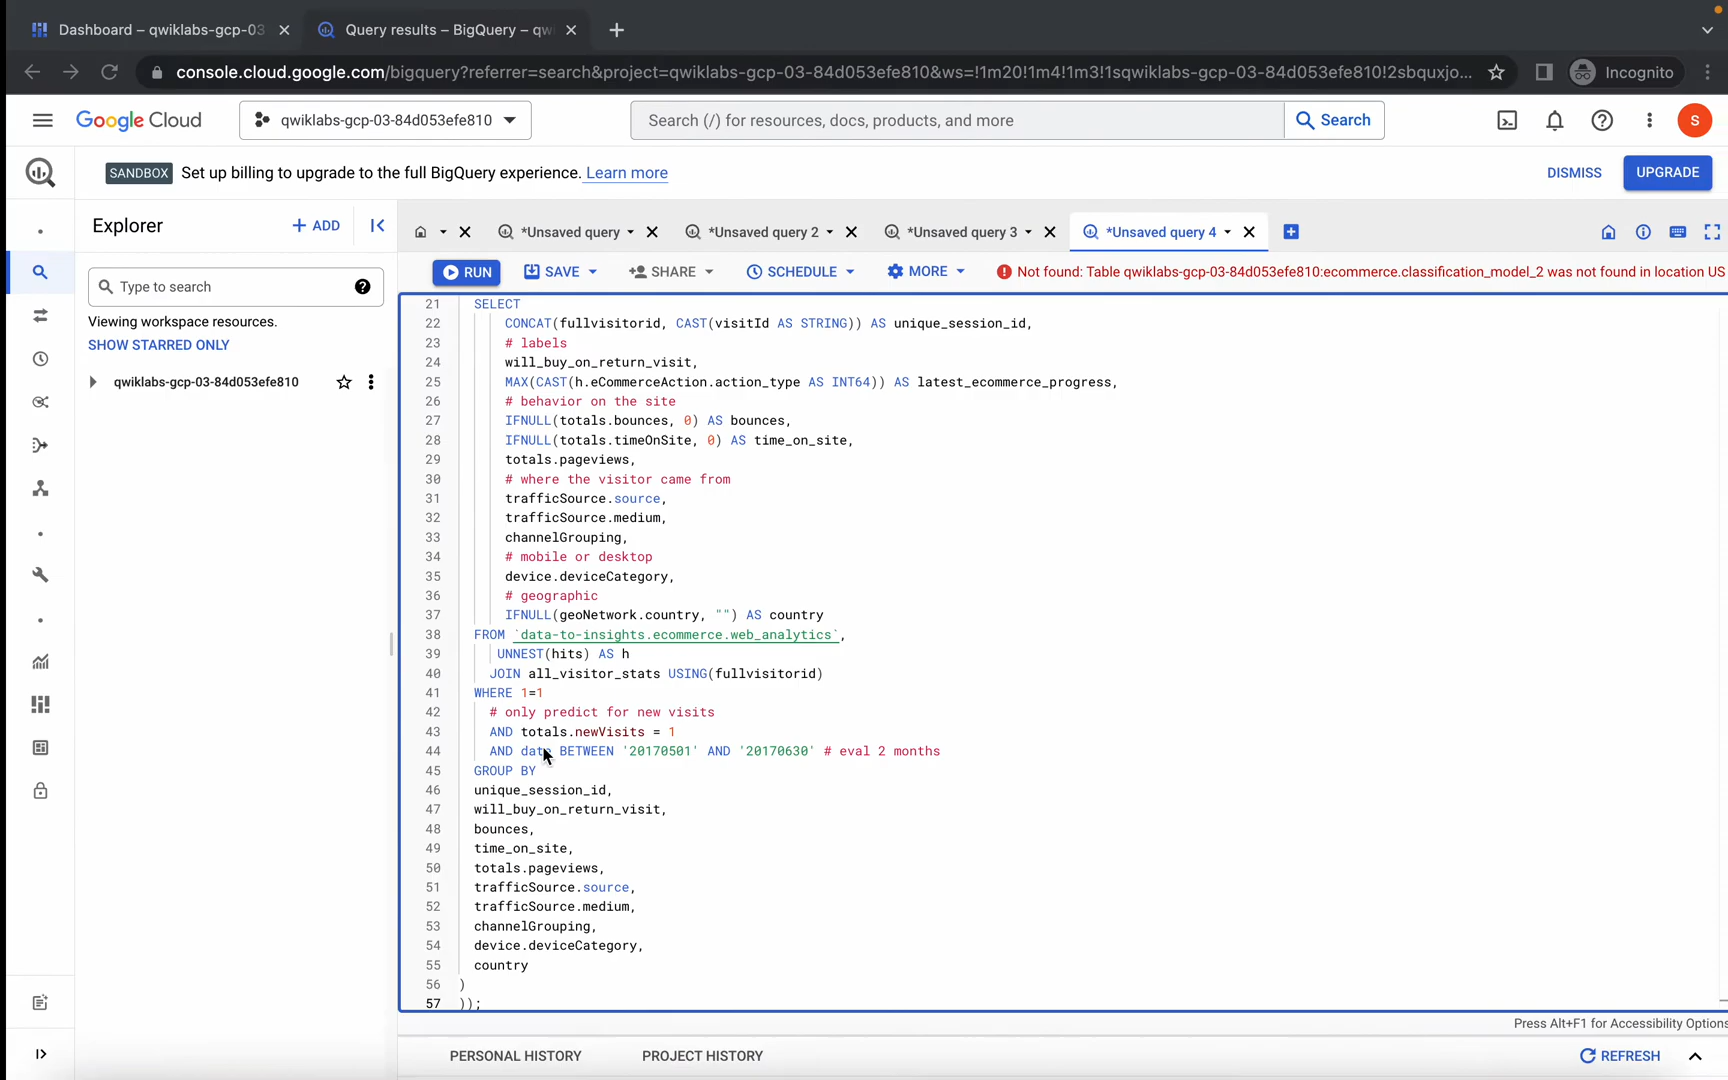 Dashboard – qwiklabs-gcp-03
Query results – BigQuery – qw
console.cloud.google.com/bigquery?referrer=search&project=qwiklabs-gcp-03-84d053efe810&ws=!1m20!1m4!1m3!1sqwiklabs-gcp-03-84d053efe810!2sbquxjo...
Incognito
Google Cloud
qwiklabs-gcp-03-84d053efe810
Search (/) for resources, docs, products, and more
Search
S
SANDBOX Set up billing to upgrade to the full BigQuery experience. Learn more
DISMISS
UPGRADE
Explorer
+ ADD
*Unsaved query
*Unsaved query 2
*Unsaved query 3
*Unsaved query 4
RUN
SAVE
SHARE
SCHEDULE
MORE
Not found: Table qwiklabs-gcp-03-84d053efe810:ecommerce.classification_model_2 was not found in location US
Type to search
Viewing workspace resources.
SHOW STARRED ONLY
qwiklabs-gcp-03-84d053efe810
21 SELECT
22 CONCAT(fullvisitorid, CAST(visitId AS STRING)) AS unique_session_id,
23 # labels
24 will_buy_on_return_visit,
25 MAX(CAST(h.eCommerceAction.action_type AS INT64)) AS latest_ecommerce_progress,
26 # behavior on the site
27 IFNULL(totals.bounces, 0) AS bounces,
28 IFNULL(totals.timeOnSite, 0) AS time_on_site,
29 totals.pageviews,
30 # where the visitor came from
31 trafficSource.source,
32 trafficSource.medium,
33 channelGrouping,
34 # mobile or desktop
35 device.deviceCategory,
36 # geographic
37 IFNULL(geoNetwork.country, "") AS country
38 FROM `data-to-insights.ecommerce.web_analytics`,
39 UNNEST(hits) AS h
40 JOIN all_visitor_stats USING(fullvisitorid)
41 WHERE 1=1
42 # only predict for new visits
43 AND totals.newVisits = 1
44 AND date BETWEEN '20170501' AND '20170630' # eval 2 months
45 GROUP BY
46 unique_session_id,
47 will_buy_on_return_visit,
48 bounces,
49 time_on_site,
50 totals.pageviews,
51 trafficSource.source,
52 trafficSource.medium,
53 channelGrouping,
54 device.deviceCategory,
55 country
56 )
57 ));
Press Alt+F1 for Accessibility Options
PERSONAL HISTORY
PROJECT HISTORY
REFRESH